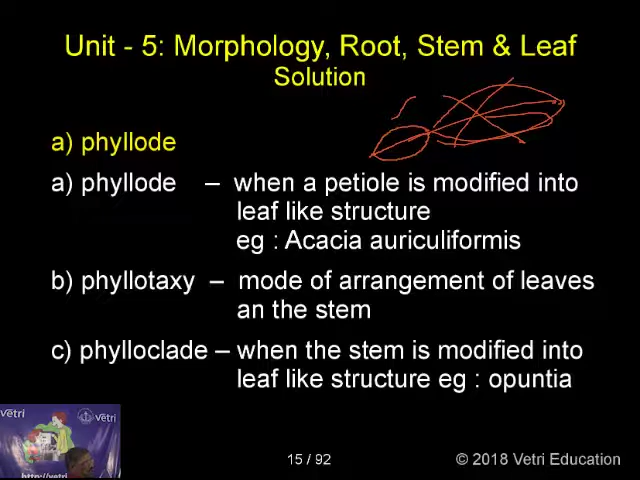 Unit - 5: Morphology, Root, Stem & Leaf
Solution
a) phyllode
a) phyllode – when a petiole is modified into
leaf like structure
eg : Acacia auriculiformis
b) phyllotaxy – mode of arrangement of leaves
an the stem
c) phylloclade – when the stem is modified into
leaf like structure eg : opuntia
Vetri
vetri
http://vetri
15 / 92
© 2018 Vetri Education